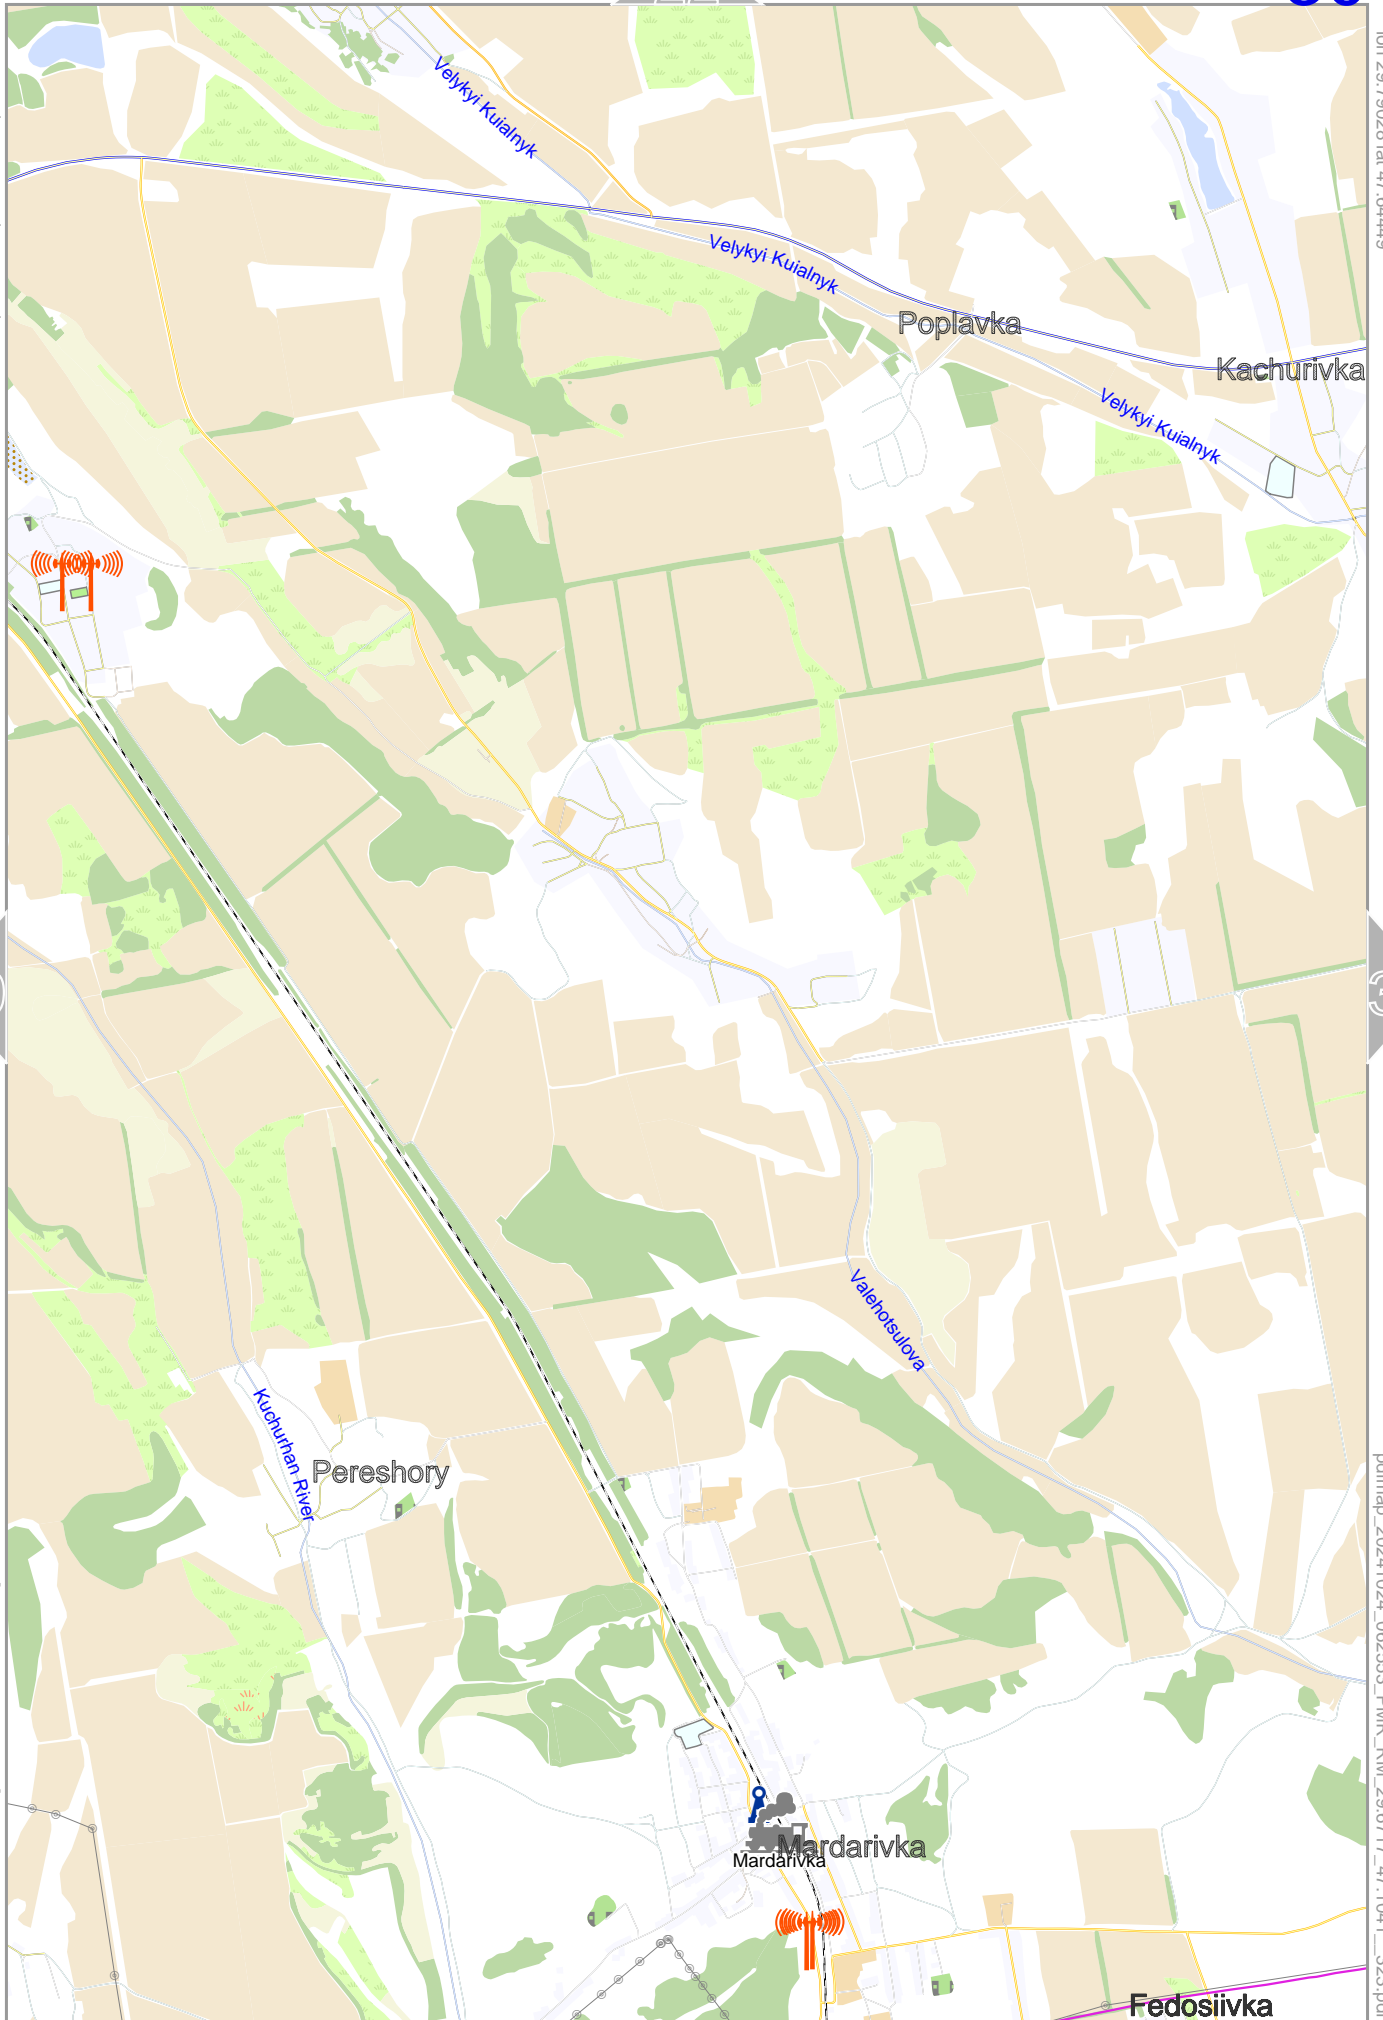 Velykyi Kuialnyk
Velykyi Kuialnyk
Poplavka
Kachurivka
Velykyi Kuialnyk
Valehotsulova
Kuchurhan River
Pereshory
Mardarivka
Mardarivka
Fedosiivka